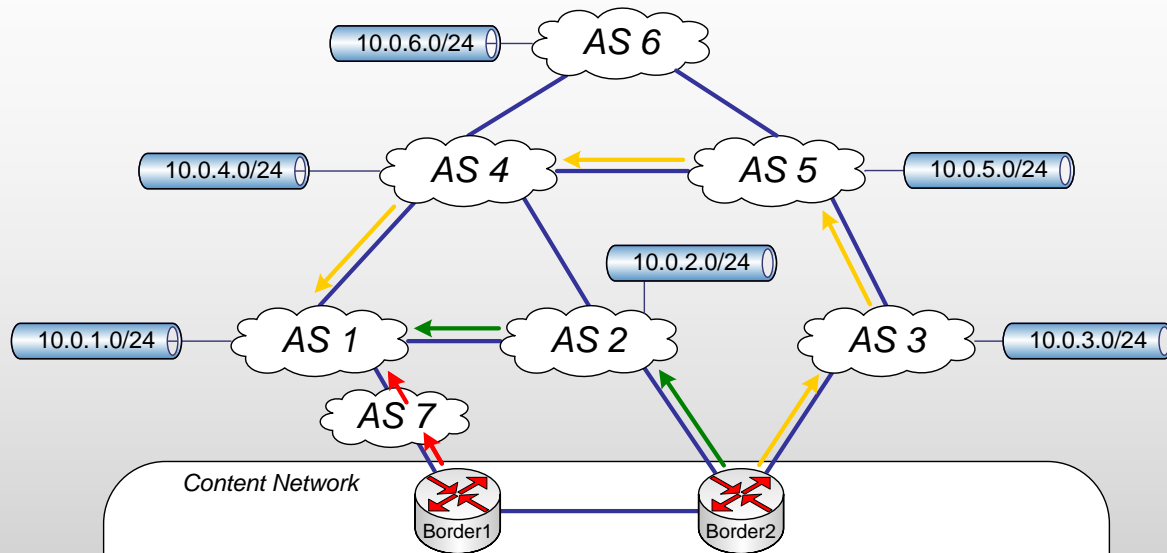 10.0.6.0/24
AS 6
10.0.4.0/24
AS 4
AS 5
10.0.5.0/24
10.0.2.0/24
10.0.1.0/24
AS 1
AS 2
AS 3
10.0.3.0/24
AS 7
Content Network
Border1
Border2